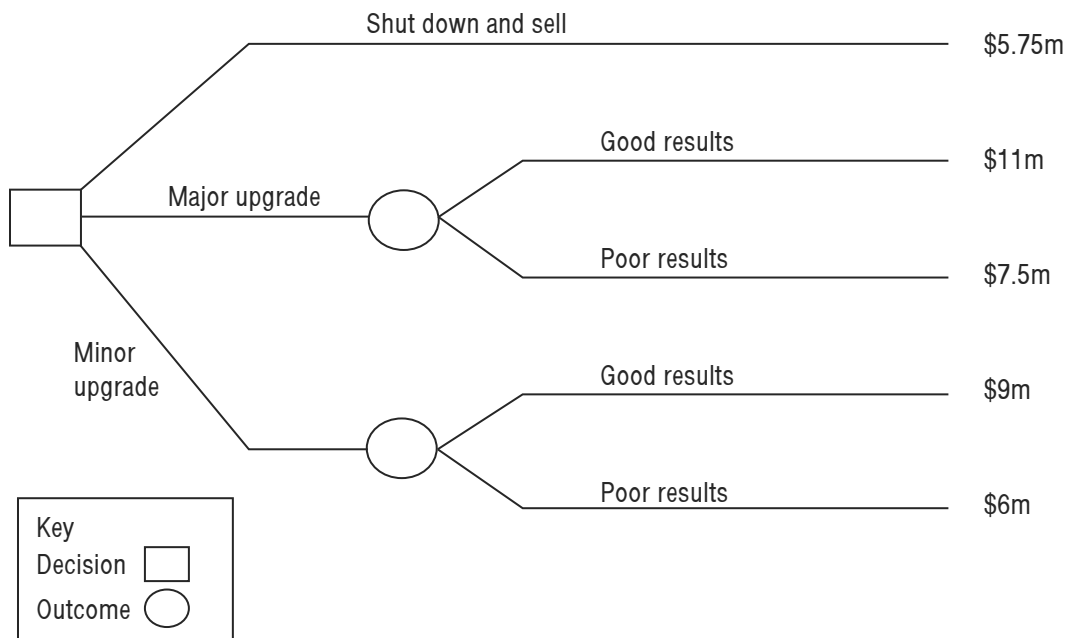 Shut down and sell
$5.75m
Good results
$11m
Major upgrade
Poor results
$7.5m
Minor
upgrade
Good results
$9m
Poor results
$6m
Key
Decision
Outcome